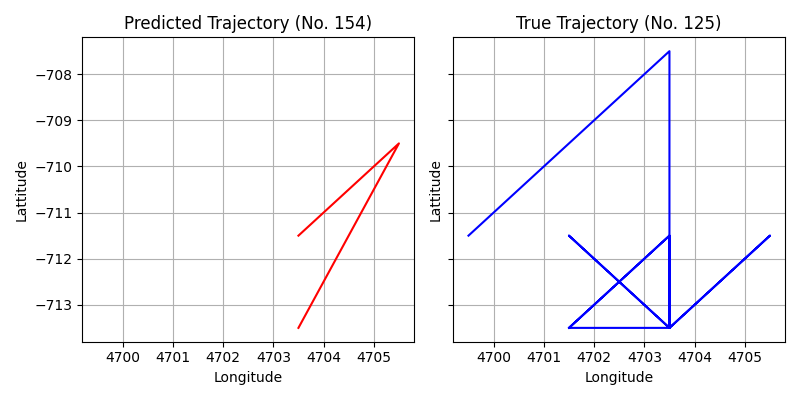 Predicted Trajectory (No. 154)
True Trajectory (No. 125)
Lattitude
−708
−709
−710
−711
−712
−713
4700 4701 4702 4703 4704 4705
Longitude
Lattitude
4700 4701 4702 4703 4704 4705
Longitude